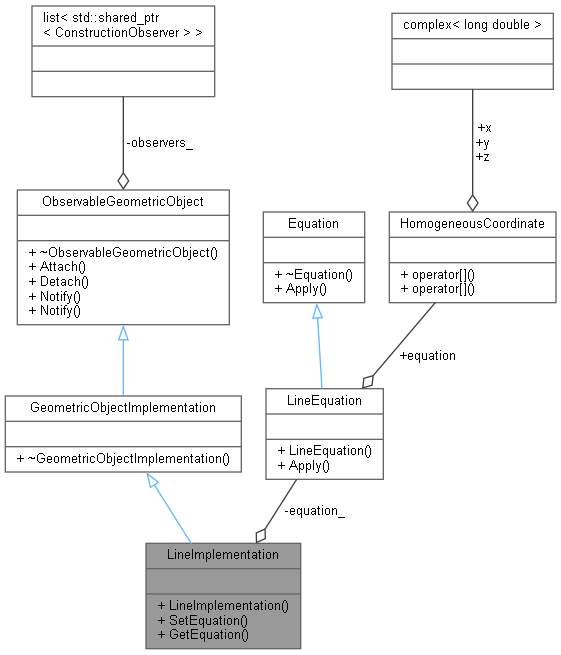 list< std::shared_ptr
< ConstructionObserver > >
complex< long double >
-observers_
+x
+y
+z
ObservableGeometricObject
+ ~ObservableGeometricObject()
+ Attach()
+ Detach()
+ Notify()
+ Notify()
Equation
+ ~Equation()
+ Apply()
HomogeneousCoordinate
+ operator[]()
+ operator[]()
+equation
GeometricObjectImplementation
+ ~GeometricObjectImplementation()
LineEquation
+ LineEquation()
+ Apply()
-equation_
LineImplementation
+ LineImplementation()
+ SetEquation()
+ GetEquation()